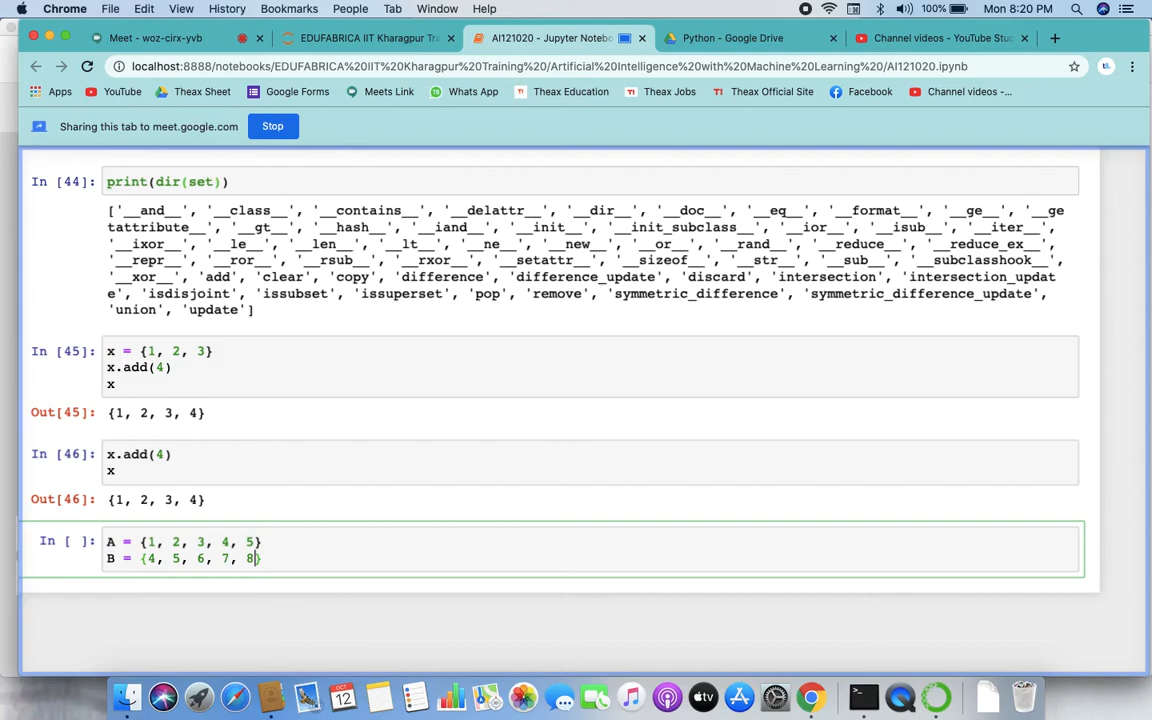 Chrome File Edit View History Bookmarks People Tab Window Help 100% Mon 8:20 PM
Meet - woz-cirx-yvb EDUFABRICA IIT Kharagpur Tra AI121020 - Jupyter Notebo Python - Google Drive Channel videos - YouTube Stud
localhost:8888/notebooks/EDUFABRICA%20IIT%20Kharagpur%20Training%20/Artificial%20Intelligence%20with%20Machine%20Learning%20/AI121020.ipynb
Apps YouTube Theax Sheet Google Forms Meets Link Whats App Theax Education Theax Jobs Theax Official Site Facebook Channel videos -...
Sharing this tab to meet.google.com Stop
In [44]: print(dir(set))
['__and__', '__class__', '__contains__', '__delattr__', '__dir__', '__doc__', '__eq__', '__format__', '__ge__', '__ge
tattribute__', '__gt__', '__hash__', '__iand__', '__init__', '__init_subclass__', '__ior__', '__isub__', '__iter__',
'__ixor__', '__le__', '__len__', '__lt__', '__ne__', '__new__', '__or__', '__rand__', '__reduce__', '__reduce_ex__',
'__repr__', '__ror__', '__rsub__', '__rxor__', '__setattr__', '__sizeof__', '__str__', '__sub__', '__subclasshook__',
'__xor__', 'add', 'clear', 'copy', 'difference', 'difference_update', 'discard', 'intersection', 'intersection_updat
e', 'isdisjoint', 'issubset', 'issuperset', 'pop', 'remove', 'symmetric_difference', 'symmetric_difference_update',
'union', 'update']
In [45]: x = {1, 2, 3}
x.add(4)
x
Out[45]: {1, 2, 3, 4}
In [46]: x.add(4)
x
Out[46]: {1, 2, 3, 4}
In [ ]: A = {1, 2, 3, 4, 5}
B = {4, 5, 6, 7, 8}
OCT
12
tv